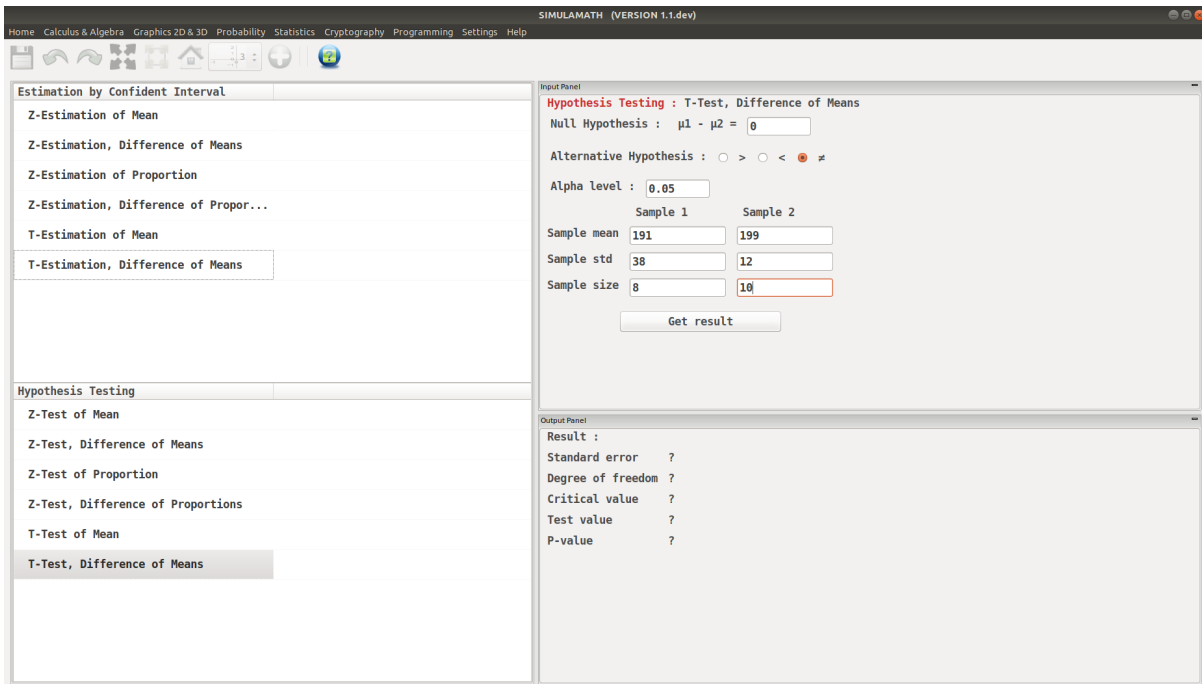 SIMULAMATH (VERSION 1.1.dev)
Home Calculus & Algebra Graphics 2D & 3D Probability Statistics Cryptography Programming Settings Help
3
Estimation by Confident Interval
Z-Estimation of Mean
Z-Estimation, Difference of Means
Z-Estimation of Proportion
Z-Estimation, Difference of Propor...
T-Estimation of Mean
T-Estimation, Difference of Means
Hypothesis Testing
Z-Test of Mean
Z-Test, Difference of Means
Z-Test of Proportion
Z-Test, Difference of Proportions
T-Test of Mean
T-Test, Difference of Means
Input Panel
Hypothesis Testing : T-Test, Difference of Means
Null Hypothesis : μ1 - μ2 = 0
Alternative Hypothesis : > < ≠
Alpha level : 0.05
Sample 1 Sample 2
Sample mean 191 199
Sample std 38 12
Sample size 8 10
Get result
Output Panel
Result :
Standard error ?
Degree of freedom ?
Critical value ?
Test value ?
P-value ?